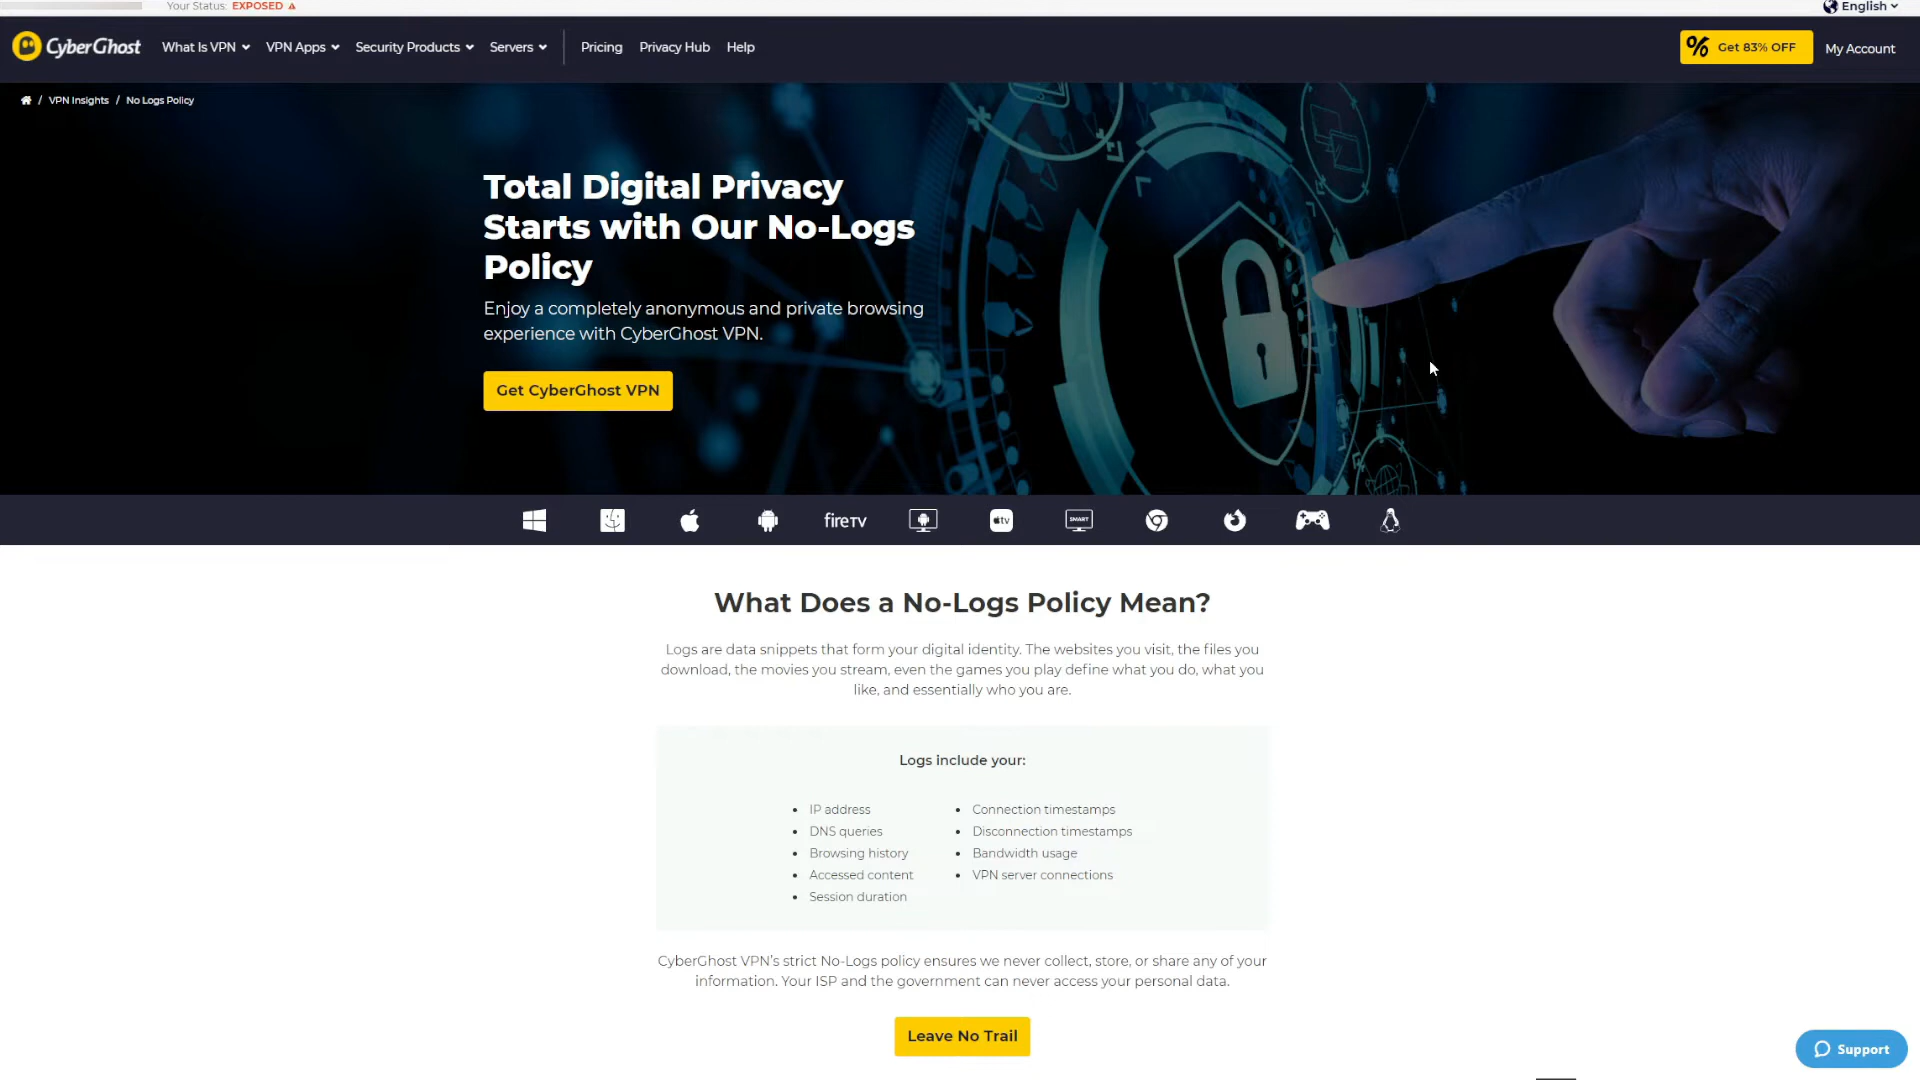 Your Status: EXPOSED
English
CyberGhost
What Is VPN
VPN Apps
Security Products
Servers
Pricing
Privacy Hub
Help
% Get 83% OFF
My Account
/ VPN Insights / No Logs Policy
Total Digital Privacy
Starts with Our No-Logs
Policy
Enjoy a completely anonymous and private browsing
experience with CyberGhost VPN.
Get CyberGhost VPN
fireTV
tv
SMART
What Does a No-Logs Policy Mean?
Logs are data snippets that form your digital identity. The websites you visit, the files you
download, the movies you stream, even the games you play define what you do, what you
like, and essentially who you are.
Logs include your:
• IP address
• DNS queries
• Browsing history
• Accessed content
• Session duration
• Connection timestamps
• Disconnection timestamps
• Bandwidth usage
• VPN server connections
CyberGhost VPN's strict No-Logs policy ensures we never collect, store, or share any of your
information. Your ISP and the government can never access your personal data.
Leave No Trail
Support